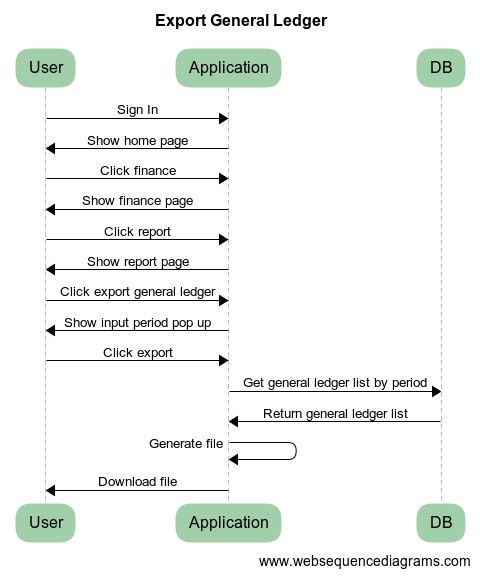 Export General Ledger
User Application DB
Sign In
Show home page
Click finance
Show finance page
Click report
Show report page
Click export general ledger
Show input period pop up
Click export
Get general ledger list by period
Return general ledger list
Generate file
Download file
User Application DB
www.websequencediagrams.com